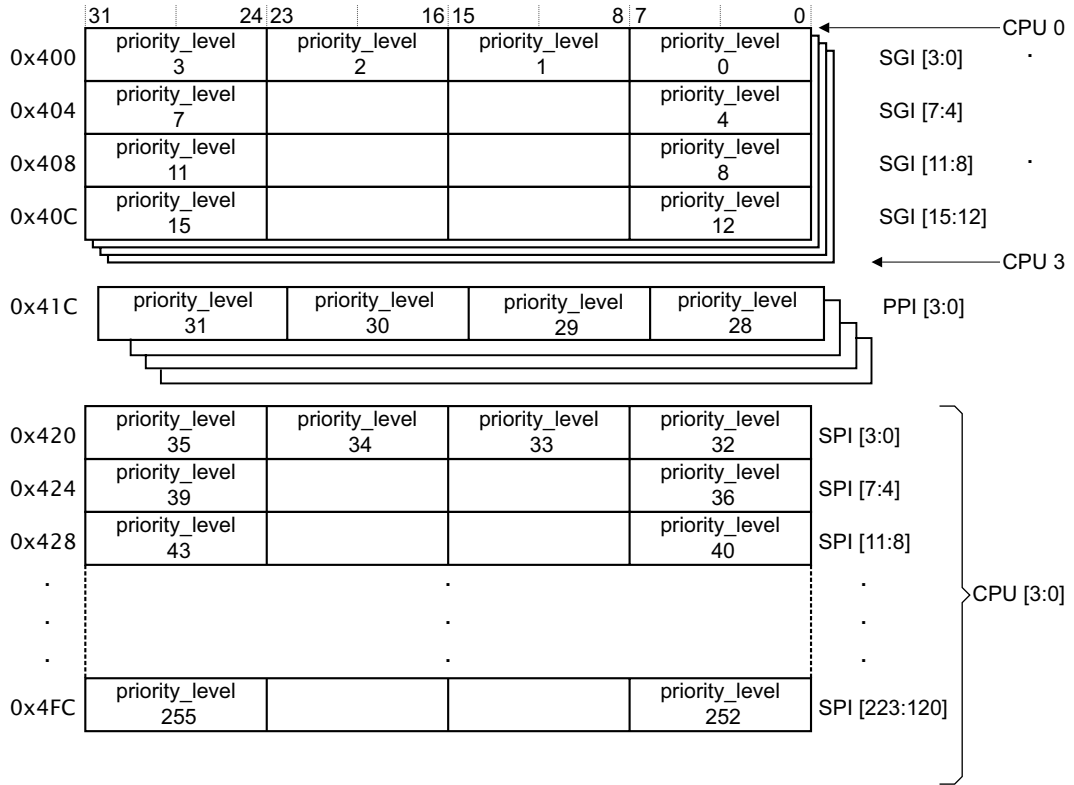 31 24 23 16 15 8 7 0
CPU 0
0x400 priority_level 3 priority_level 2 priority_level 1 priority_level 0 SGI [3:0]
0x404 priority_level 7 priority_level 4 SGI [7:4]
0x408 priority_level 11 priority_level 8 SGI [11:8]
0x40C priority_level 15 priority_level 12 SGI [15:12]
CPU 3
0x41C priority_level 31 priority_level 30 priority_level 29 priority_level 28 PPI [3:0]
0x420 priority_level 35 priority_level 34 priority_level 33 priority_level 32 SPI [3:0]
0x424 priority_level 39 priority_level 36 SPI [7:4]
0x428 priority_level 43 priority_level 40 SPI [11:8]
CPU [3:0]
0x4FC priority_level 255 priority_level 252 SPI [223:120]